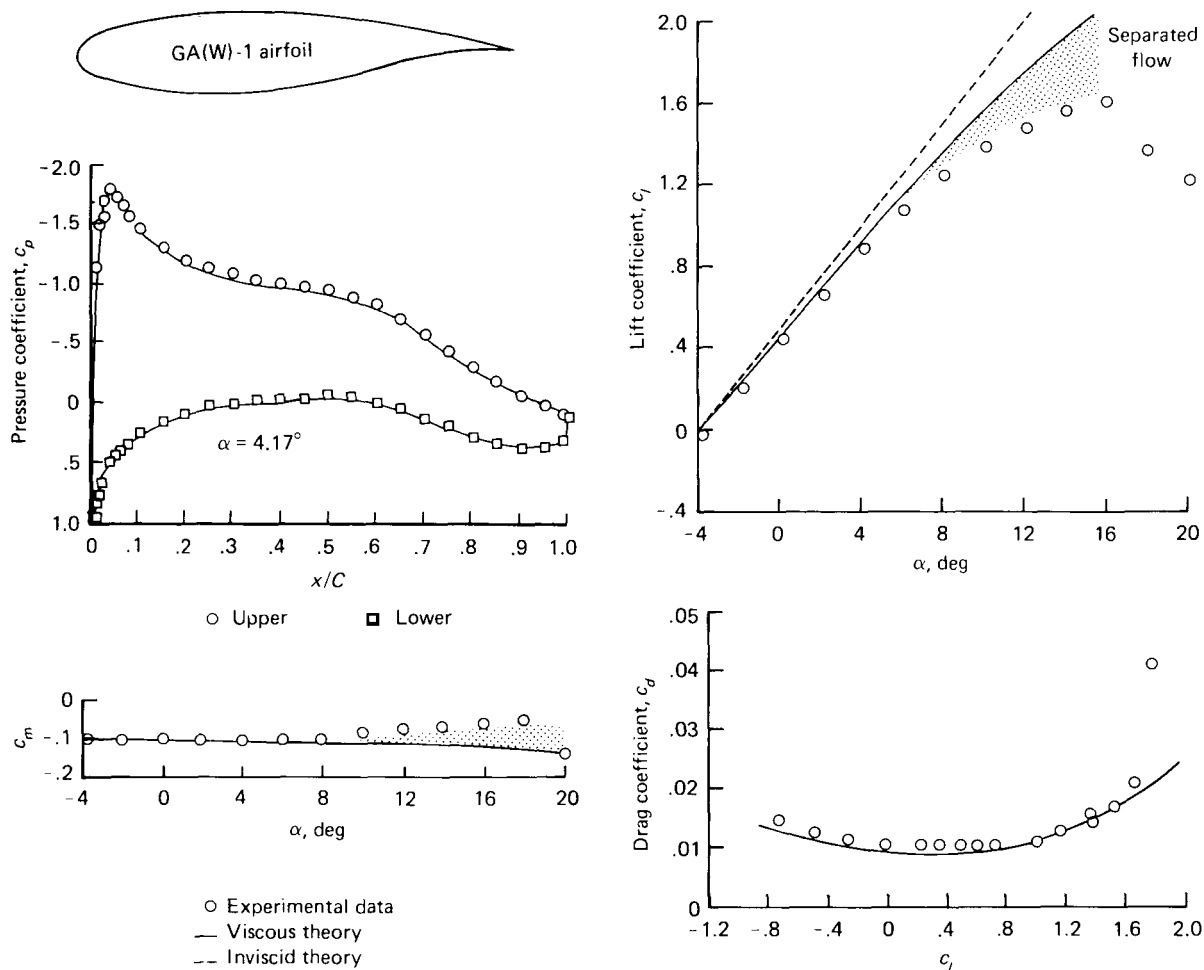 GA(W)-1 airfoil
Pressure coefficient, c_p
-2.0
-1.5
-1.0
-.5
0
.5
1.0
α = 4.17°
0 .1 .2 .3 .4 .5 .6 .7 .8 .9 1.0
x/C
○ Upper □ Lower
c_m
0
-.1
-.2
-4 0 4 8 12 16 20
α, deg
○ Experimental data
— Viscous theory
-- Inviscid theory
Lift coefficient, c_l
2.0
1.6
1.2
.8
.4
0
-.4
Separated
flow
-4 0 4 8 12 16 20
α, deg
Drag coefficient, c_d
.05
.04
.03
.02
.01
0
-1.2 -.8 -.4 0 .4 .8 1.2 1.6 2.0
c_l